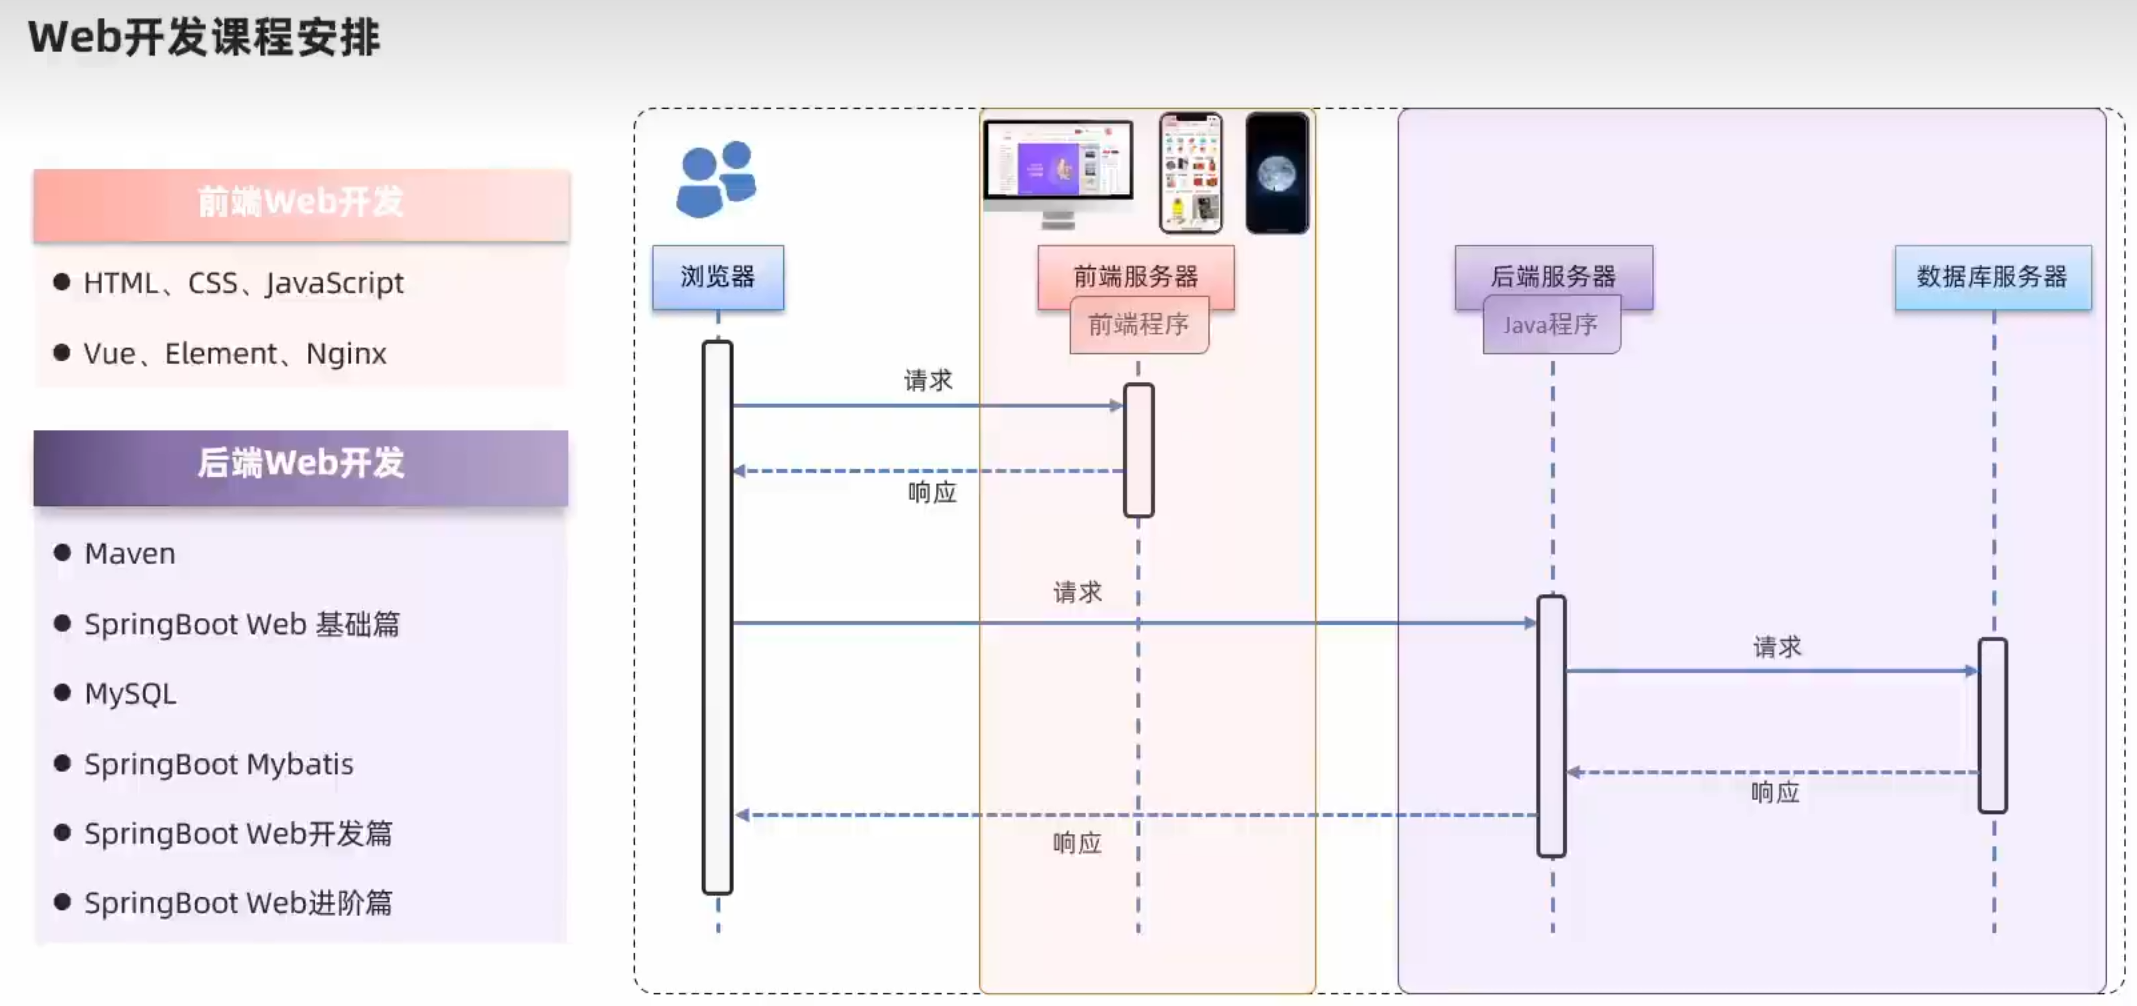 Web开发课程安排
前端Web开发
HTML、CSS、JavaScript
Vue、Element、Nginx
后端Web开发
Maven
SpringBoot Web 基础篇
MySQL
SpringBoot Mybatis
SpringBoot Web开发篇
SpringBoot Web进阶篇
浏览器
前端服务器
前端程序
后端服务器
Java程序
数据库服务器
请求
响应
请求
请求
响应
响应